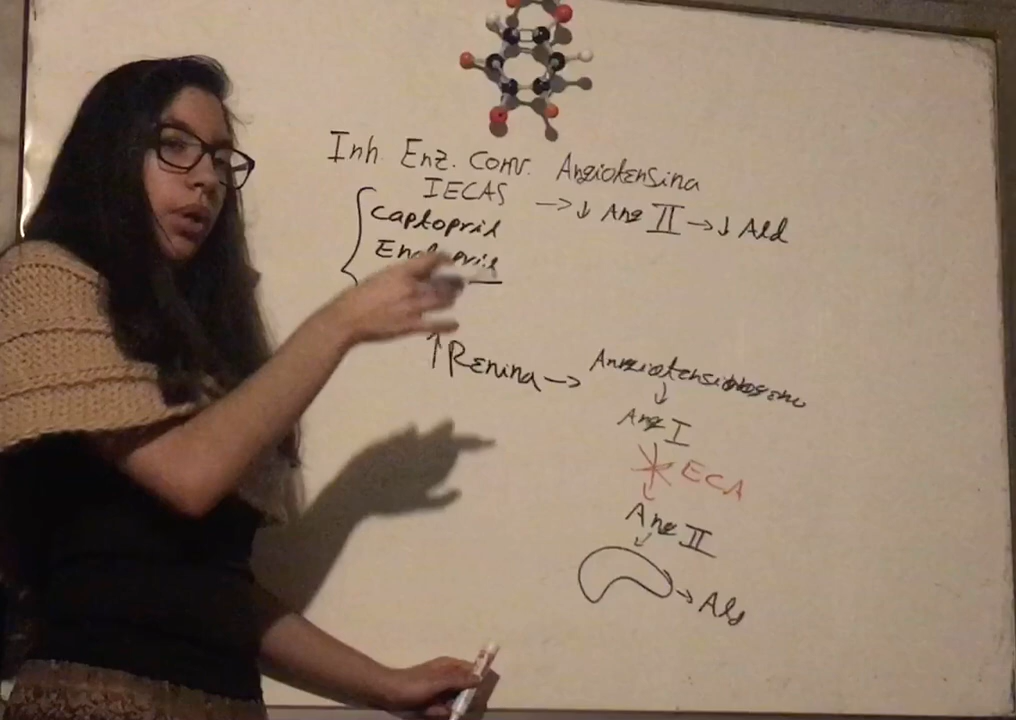 Inh. Enz. Conv. Angiotensina
IECAS → ↓ Ang II → ↓ Ald
Captopril
↑ Renina →
↓
Ang I
↓ ECA
Ang II
↓
→ Ald